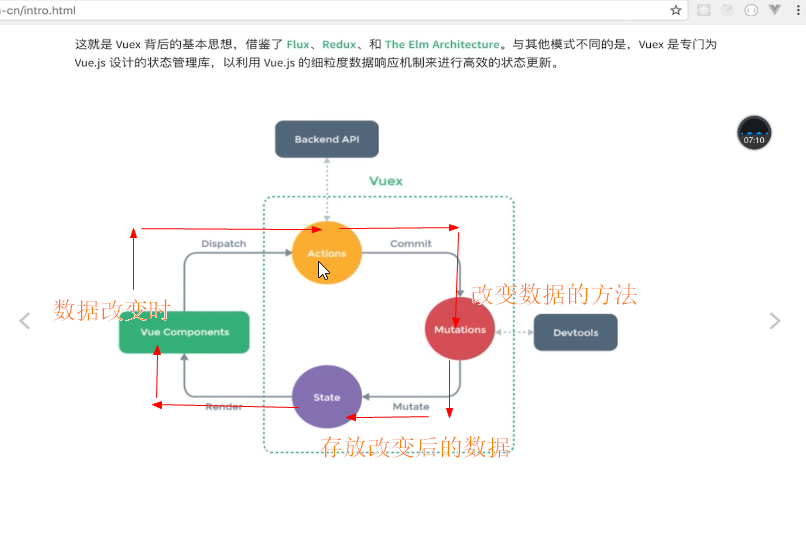 -cn/intro.html
这就是 Vuex 背后的基本思想，借鉴了 Flux、Redux、和 The Elm Architecture。与其他模式不同的是，Vuex 是专门为
Vue.js 设计的状态管理库，以利用 Vue.js 的细粒度数据响应机制来进行高效的状态更新。
Backend API
07:10
Vuex
Dispatch
Actions
Commit
数据改变时
改变数据的方法
Vue Components
Mutations
Devtools
State
Render
Mutate
存放改变后的数据